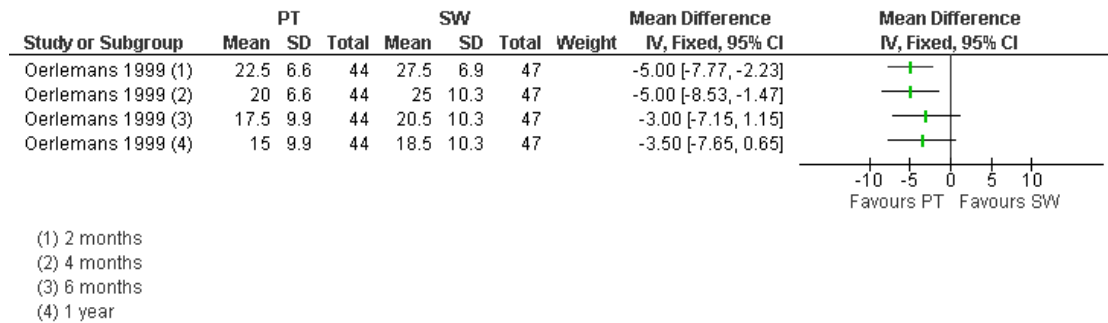 PT SW Mean Difference Mean Difference
Study or Subgroup Mean SD Total Mean SD Total Weight IV, Fixed, 95% CI IV, Fixed, 95% CI
Oerlemans 1999 (1) 22.5 6.6 44 27.5 6.9 47 -5.00 [-7.77, -2.23]
Oerlemans 1999 (2) 20 6.6 44 25 10.3 47 -5.00 [-8.53, -1.47]
Oerlemans 1999 (3) 17.5 9.9 44 20.5 10.3 47 -3.00 [-7.15, 1.15]
Oerlemans 1999 (4) 15 9.9 44 18.5 10.3 47 -3.50 [-7.65, 0.65]
-10 -5 0 5 10
Favours PT Favours SW
(1) 2 months
(2) 4 months
(3) 6 months
(4) 1 year